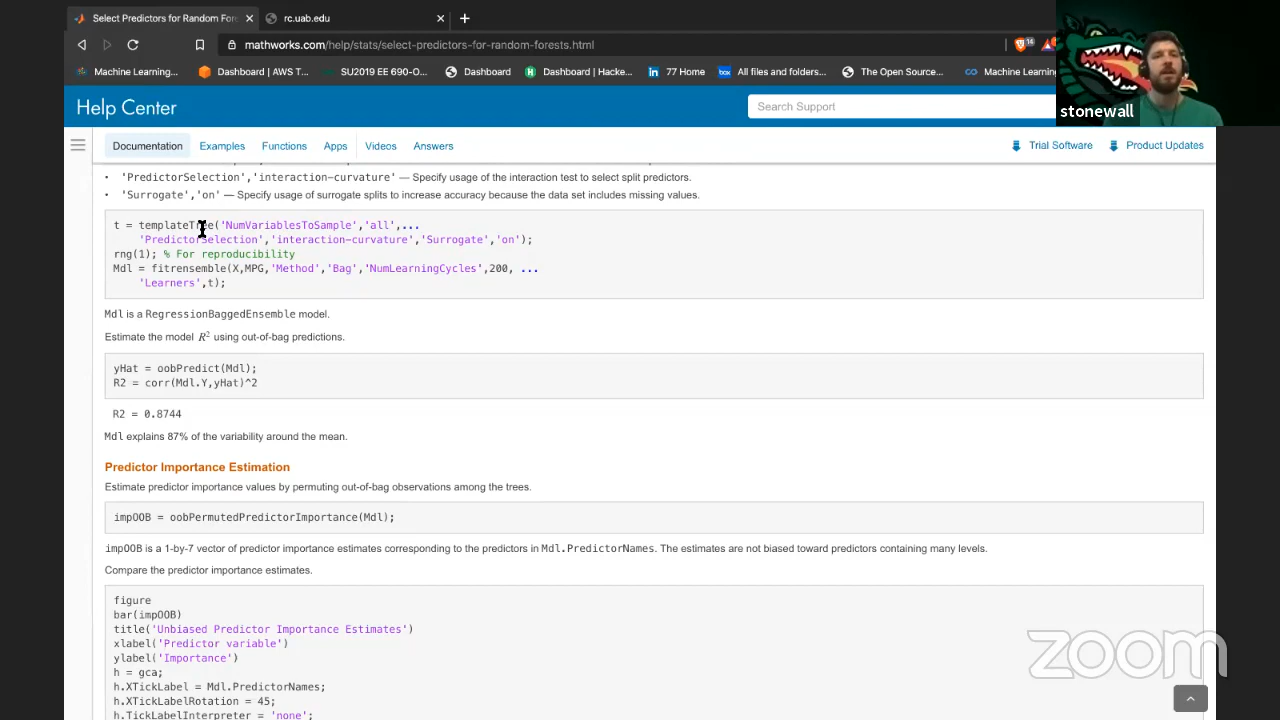 Select Predictors for Random For
rc.uab.edu
mathworks.com/help/stats/select-predictors-for-random-forests.html
14
Machine Learning...
Dashboard | AWS T...
SU2019 EE 690-O...
Dashboard
Dashboard | Hacke...
77 Home
All files and folders...
The Open Source...
Machine Learning
stonewall
Help Center
Search Support
Documentation
Examples
Functions
Apps
Videos
Answers
Trial Software
Product Updates
• 'PredictorSelection','interaction-curvature' — Specify usage of the interaction test to select split predictors.
• 'Surrogate','on' — Specify usage of surrogate splits to increase accuracy because the data set includes missing values.
t = templateTree('NumVariablesToSample','all',...
'PredictorSelection','interaction-curvature','Surrogate','on');
rng(1); % For reproducibility
Mdl = fitrensemble(X,MPG,'Method','Bag','NumLearningCycles',200, ...
'Learners',t);
Mdl is a RegressionBaggedEnsemble model.
Estimate the model R² using out-of-bag predictions.
yHat = oobPredict(Mdl);
R2 = corr(Mdl.Y,yHat)^2
R2 = 0.8744
Mdl explains 87% of the variability around the mean.
Predictor Importance Estimation
Estimate predictor importance values by permuting out-of-bag observations among the trees.
impOOB = oobPermutedPredictorImportance(Mdl);
impOOB is a 1-by-7 vector of predictor importance estimates corresponding to the predictors in Mdl.PredictorNames. The estimates are not biased toward predictors containing many levels.
Compare the predictor importance estimates.
figure
bar(impOOB)
title('Unbiased Predictor Importance Estimates')
xlabel('Predictor variable')
ylabel('Importance')
h = gca;
h.XTickLabel = Mdl.PredictorNames;
h.XTickLabelRotation = 45;
h.TickLabelInterpreter = 'none';
zoom